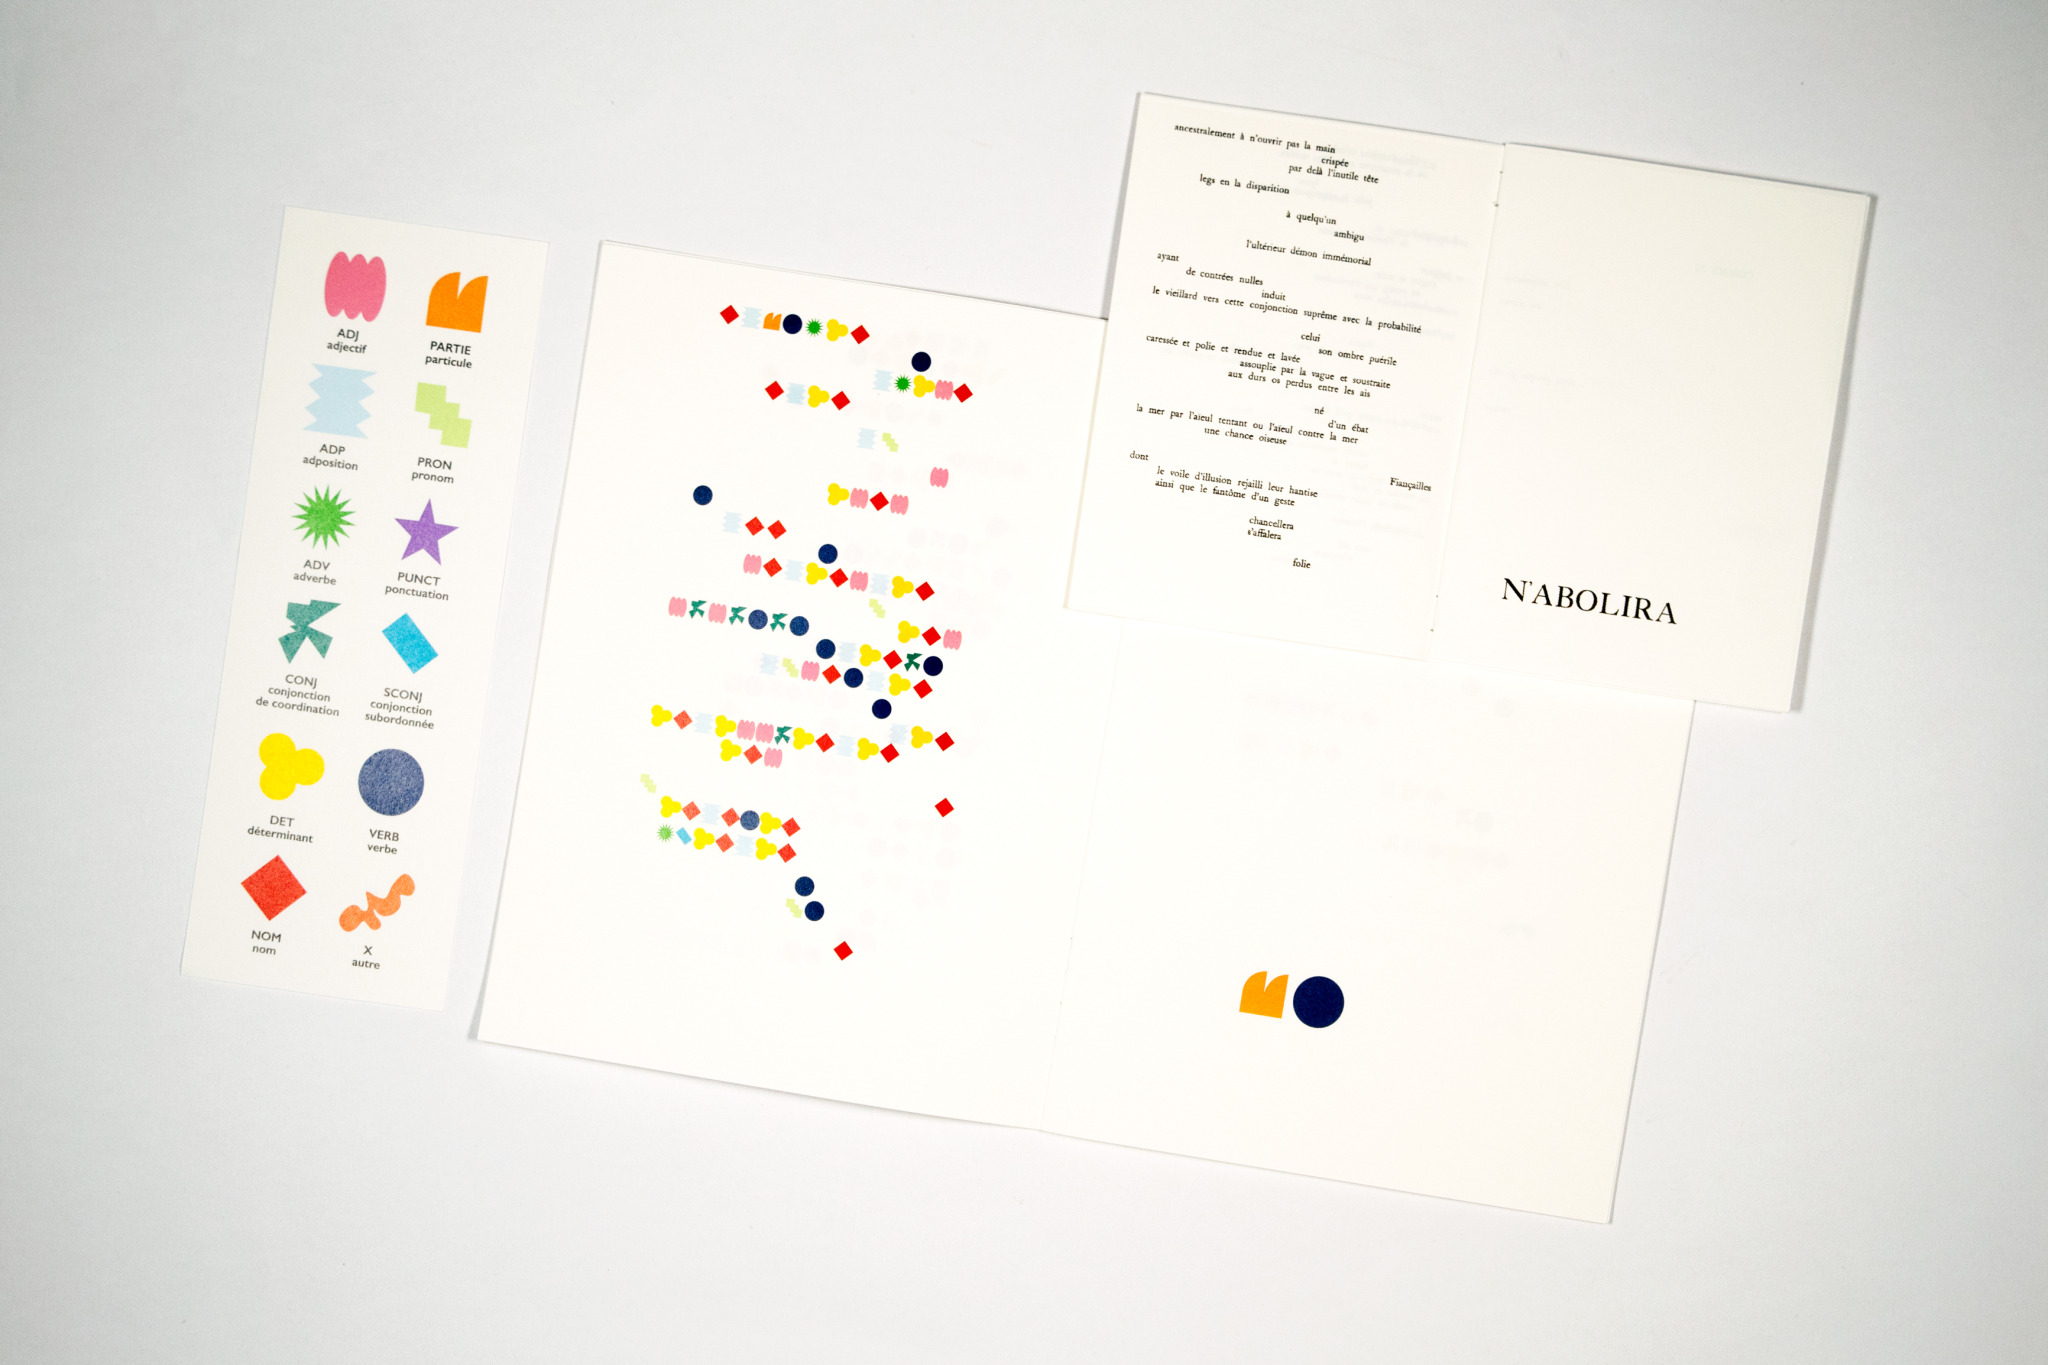 ADJ
adjectif
PARTIE
particule
ADP
adposition
PRON
pronom
ADV
adverbe
PUNCT
ponctuation
CONJ
conjonction
de coordination
SCONJ
conjonction
subordonnée
DET
déterminant
VERB
verbe
NOM
nom
X
autre
ancestralement à n'ouvrir pas la main
crispée
par delà l'inutile tête
legs en la disparition
à quelqu'un
ambigu
l'ultérieur démon immémorial
ayant
de contrées nulles
induit
le vieillard vers cette conjonction suprême avec la probabilité
celui
son ombre puérile
caressée et polie et rendue et lavée
assouplie par la vague et soustraite
aux durs os perdus entre les ais
né
d'un ébat
la mer par l'aïeul tentant ou l'aïeul contre la mer
une chance oiseuse
dont
Fiançailles
le voile d'illusion rejailli leur hantise
ainsi que le fantôme d'un geste
chancellera
s'affalera
folie
N'ABOLIRA